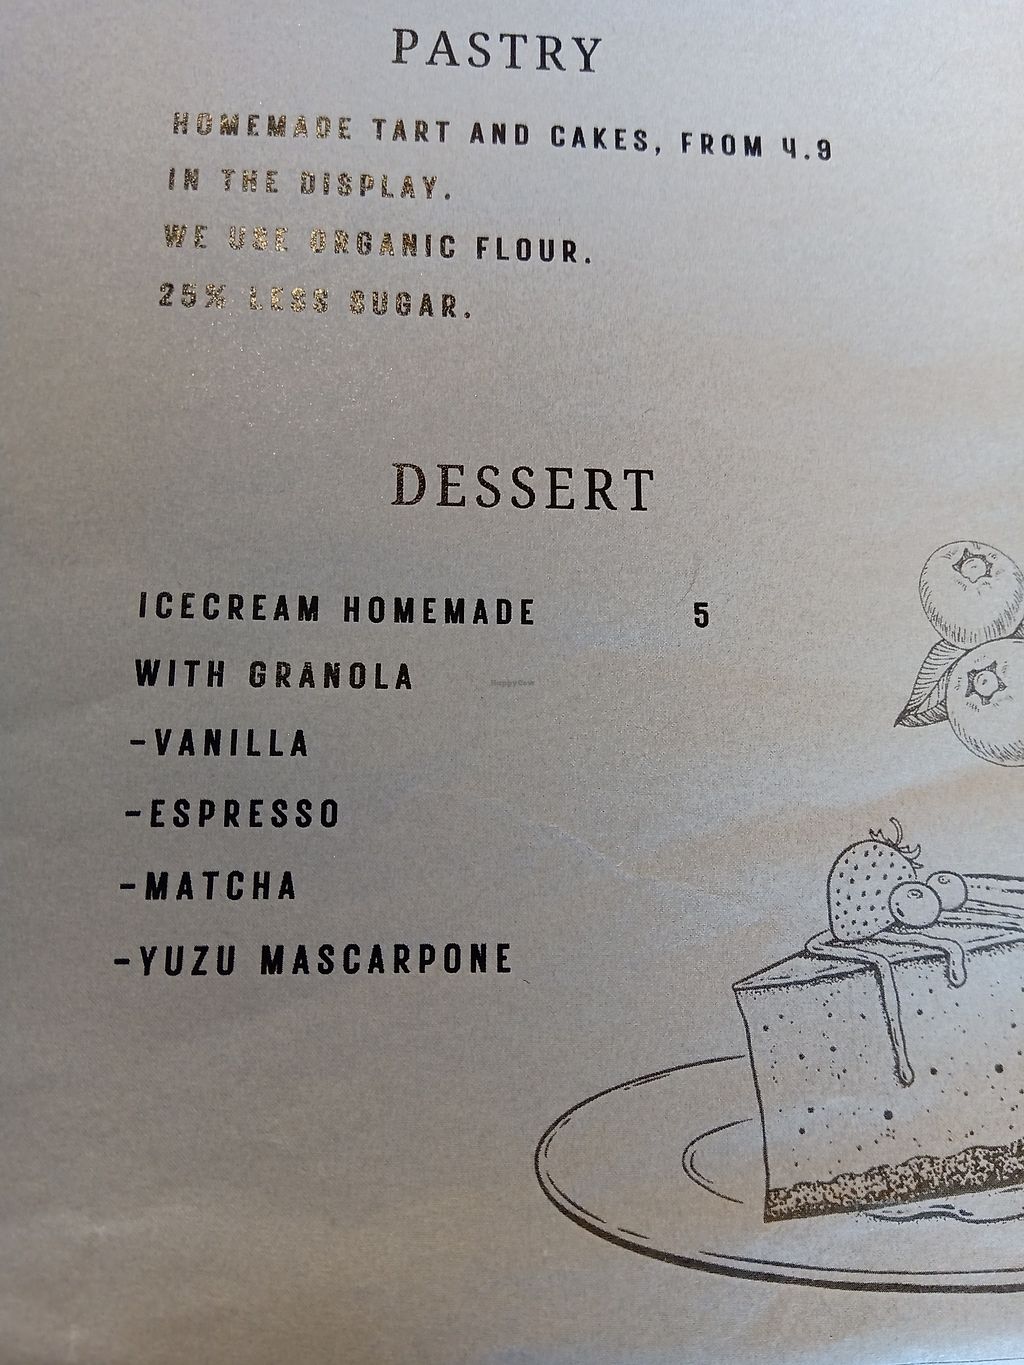 PASTRY
HOMEMADE TART AND CAKES, FROM 4.9
IN THE DISPLAY.
WE USE ORGANIC FLOUR.
25% LESS SUGAR.
DESSERT
ICECREAM HOMEMADE 5
WITH GRANOLA
HappyCow
-VANILLA
-ESPRESSO
-MATCHA
-YUZU MASCARPONE